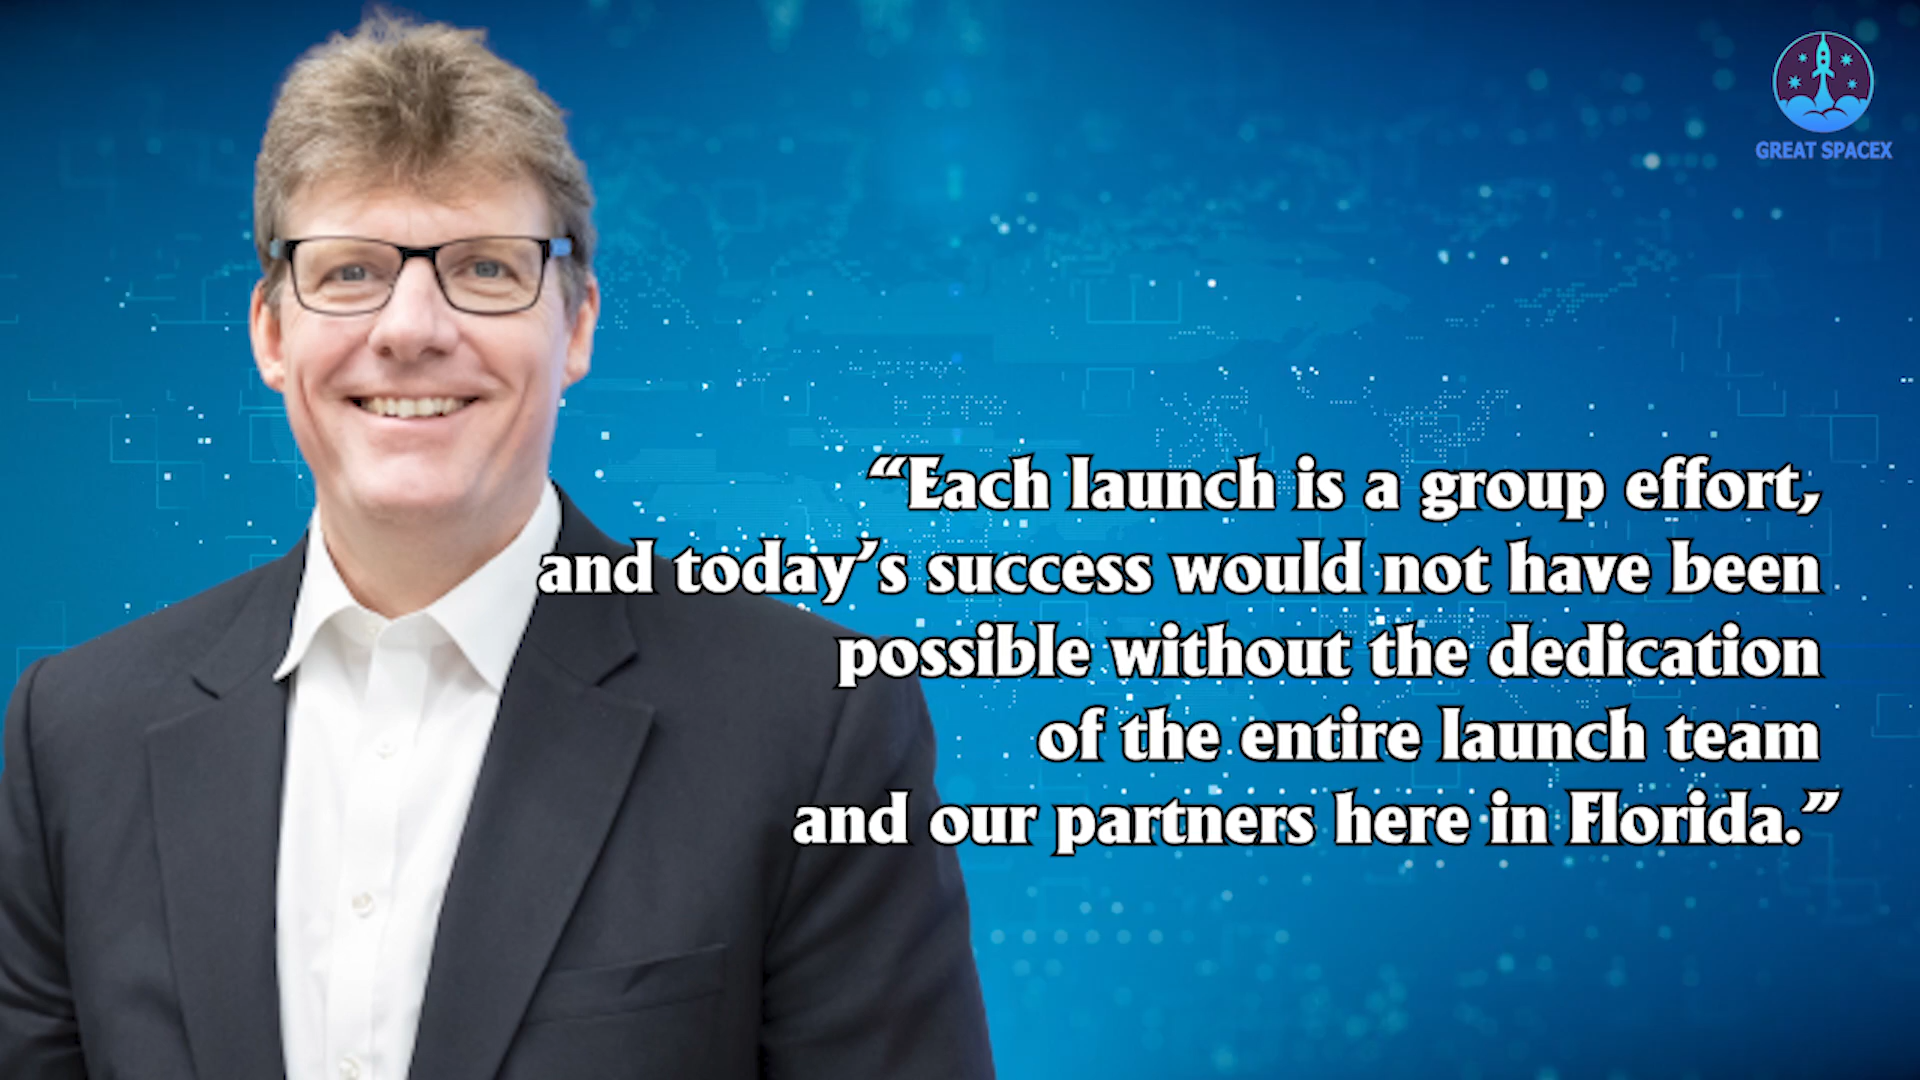 GREAT SPACEX
“Each launch is a group effort,
and today’s success would not have been
possible without the dedication
of the entire launch team
and our partners here in Florida.”